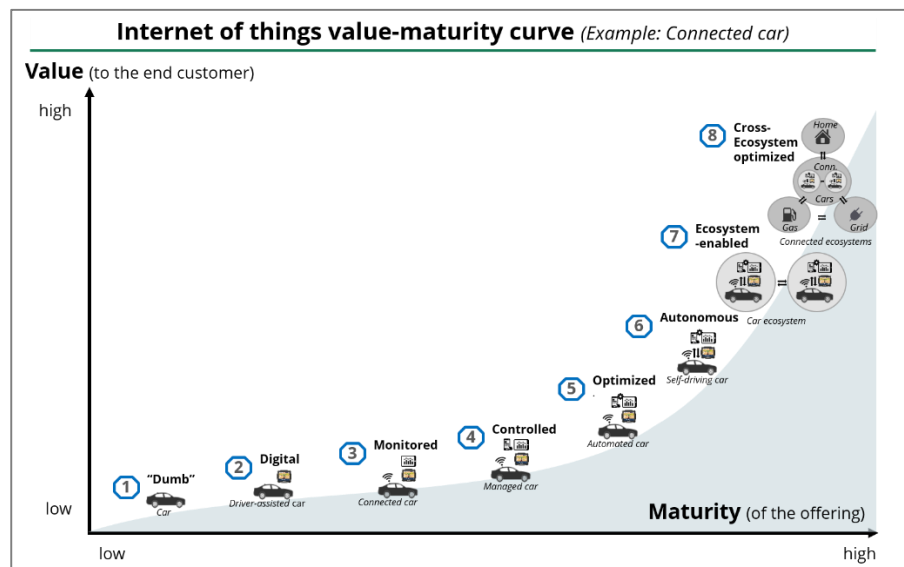 Internet of things value-maturity curve (Example: Connected car)
Value (to the end customer)
high
low
low
high
Maturity (of the offering)
1
“Dumb”
Car
2
Digital
Driver-assisted car
3
Monitored
Connected car
4
Controlled
Managed car
5
Optimized
Automated car
6
Autonomous
Self-driving car
7
Ecosystem
-enabled
Car ecosystem
8
Cross-
Ecosystem
optimized
Home
Conn.
Cars
Gas
Grid
Connected ecosystems